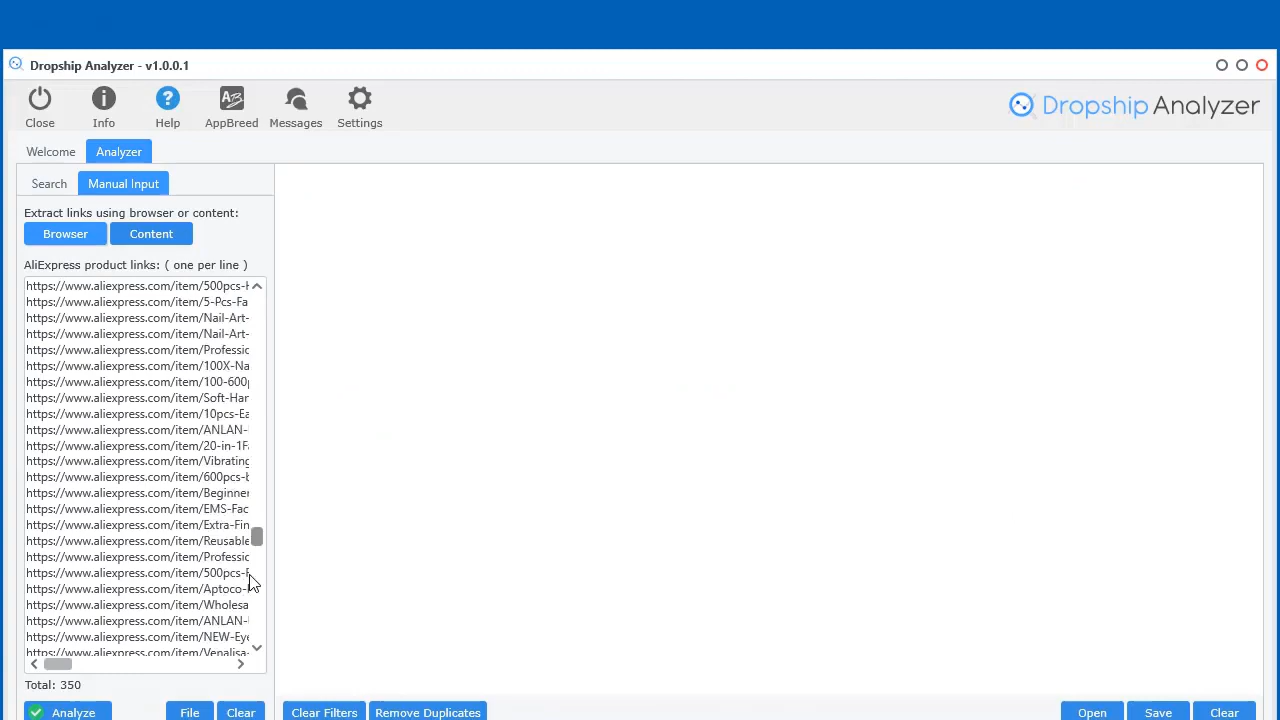 Dropship Analyzer - v1.0.0.1
Close Info Help AppBreed Messages Settings
Dropship Analyzer
Welcome Analyzer
Search Manual Input
Extract links using browser or content:
Browser Content
AliExpress product links: ( one per line )
https://www.aliexpress.com/item/500pcs-
https://www.aliexpress.com/item/5-Pcs-Fa
https://www.aliexpress.com/item/Nail-Art-
https://www.aliexpress.com/item/Nail-Art-
https://www.aliexpress.com/item/Professic
https://www.aliexpress.com/item/100X-Na
https://www.aliexpress.com/item/100-600p
https://www.aliexpress.com/item/Soft-Har
https://www.aliexpress.com/item/10pcs-Ea
https://www.aliexpress.com/item/ANLAN-
https://www.aliexpress.com/item/20-in-1Fa
https://www.aliexpress.com/item/Vibrating
https://www.aliexpress.com/item/600pcs-b
https://www.aliexpress.com/item/Beginner
https://www.aliexpress.com/item/EMS-Fac
https://www.aliexpress.com/item/Extra-Fin
https://www.aliexpress.com/item/Reusable
https://www.aliexpress.com/item/Professic
https://www.aliexpress.com/item/500pcs-
https://www.aliexpress.com/item/Aptoco-
https://www.aliexpress.com/item/Wholesa
https://www.aliexpress.com/item/ANLAN-
https://www.aliexpress.com/item/NEW-Eye
https://www.aliexpress.com/item/Venalisa-
Total: 350
Analyze File Clear Clear Filters Remove Duplicates Open Save Clear